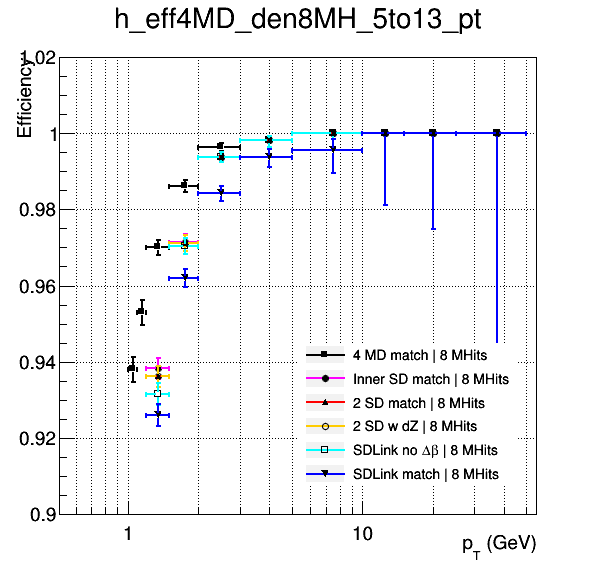 h_eff4MD_den8MH_5to13_pt
Efficiency
1.02
1
0.98
0.96
0.94
0.92
0.9
4 MD match | 8 MHits
Inner SD match | 8 MHits
2 SD match | 8 MHits
2 SD w dZ | 8 MHits
SDLink no Δβ | 8 MHits
SDLink match | 8 MHits
1
10
p_T (GeV)